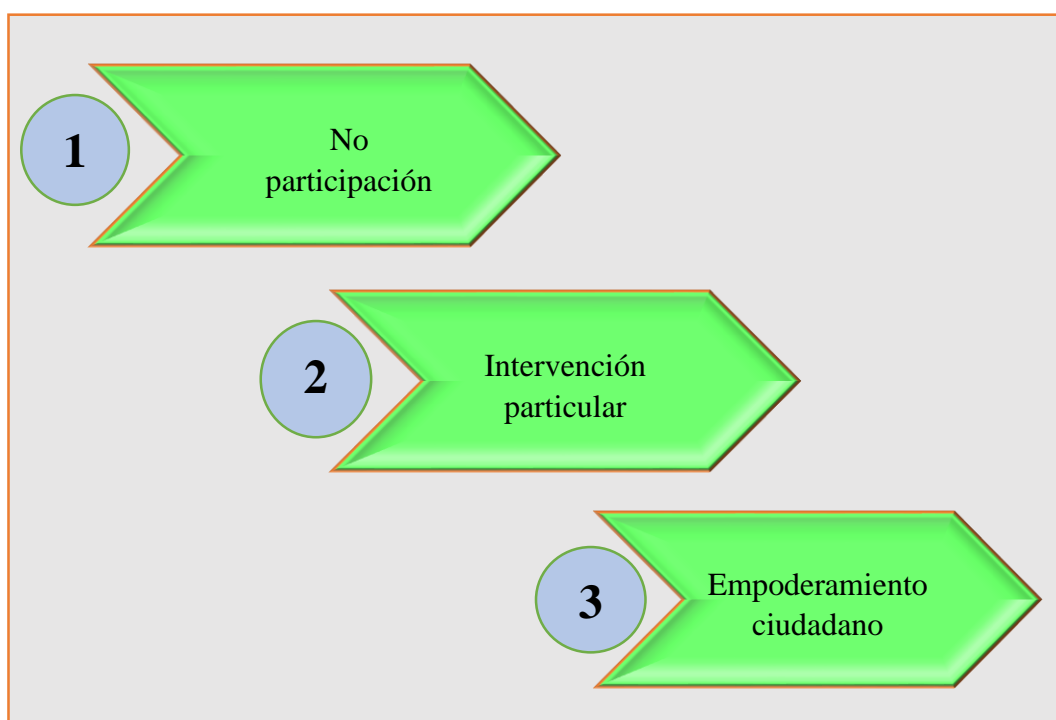 1
No
participación
2
Intervención
particular
3
Empoderamiento
ciudadano